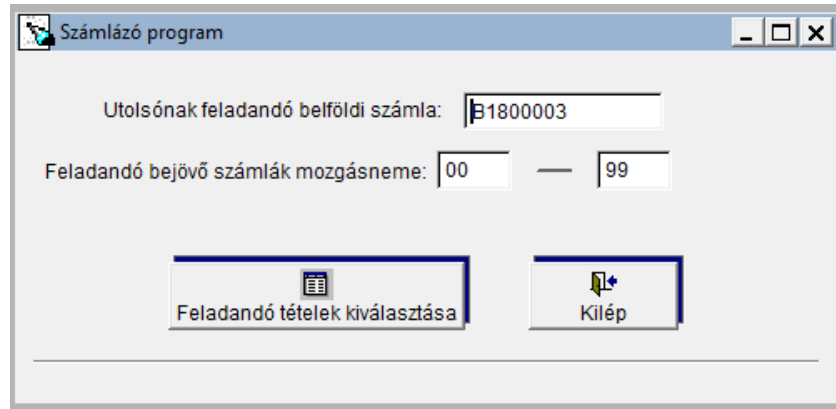 Számlázó program
Utolsónak feladandó belföldi számla: B1800003
Feladandó bejövő számlák mozgásneme: 00 — 99
Feladandó tételek kiválasztása
Kilép